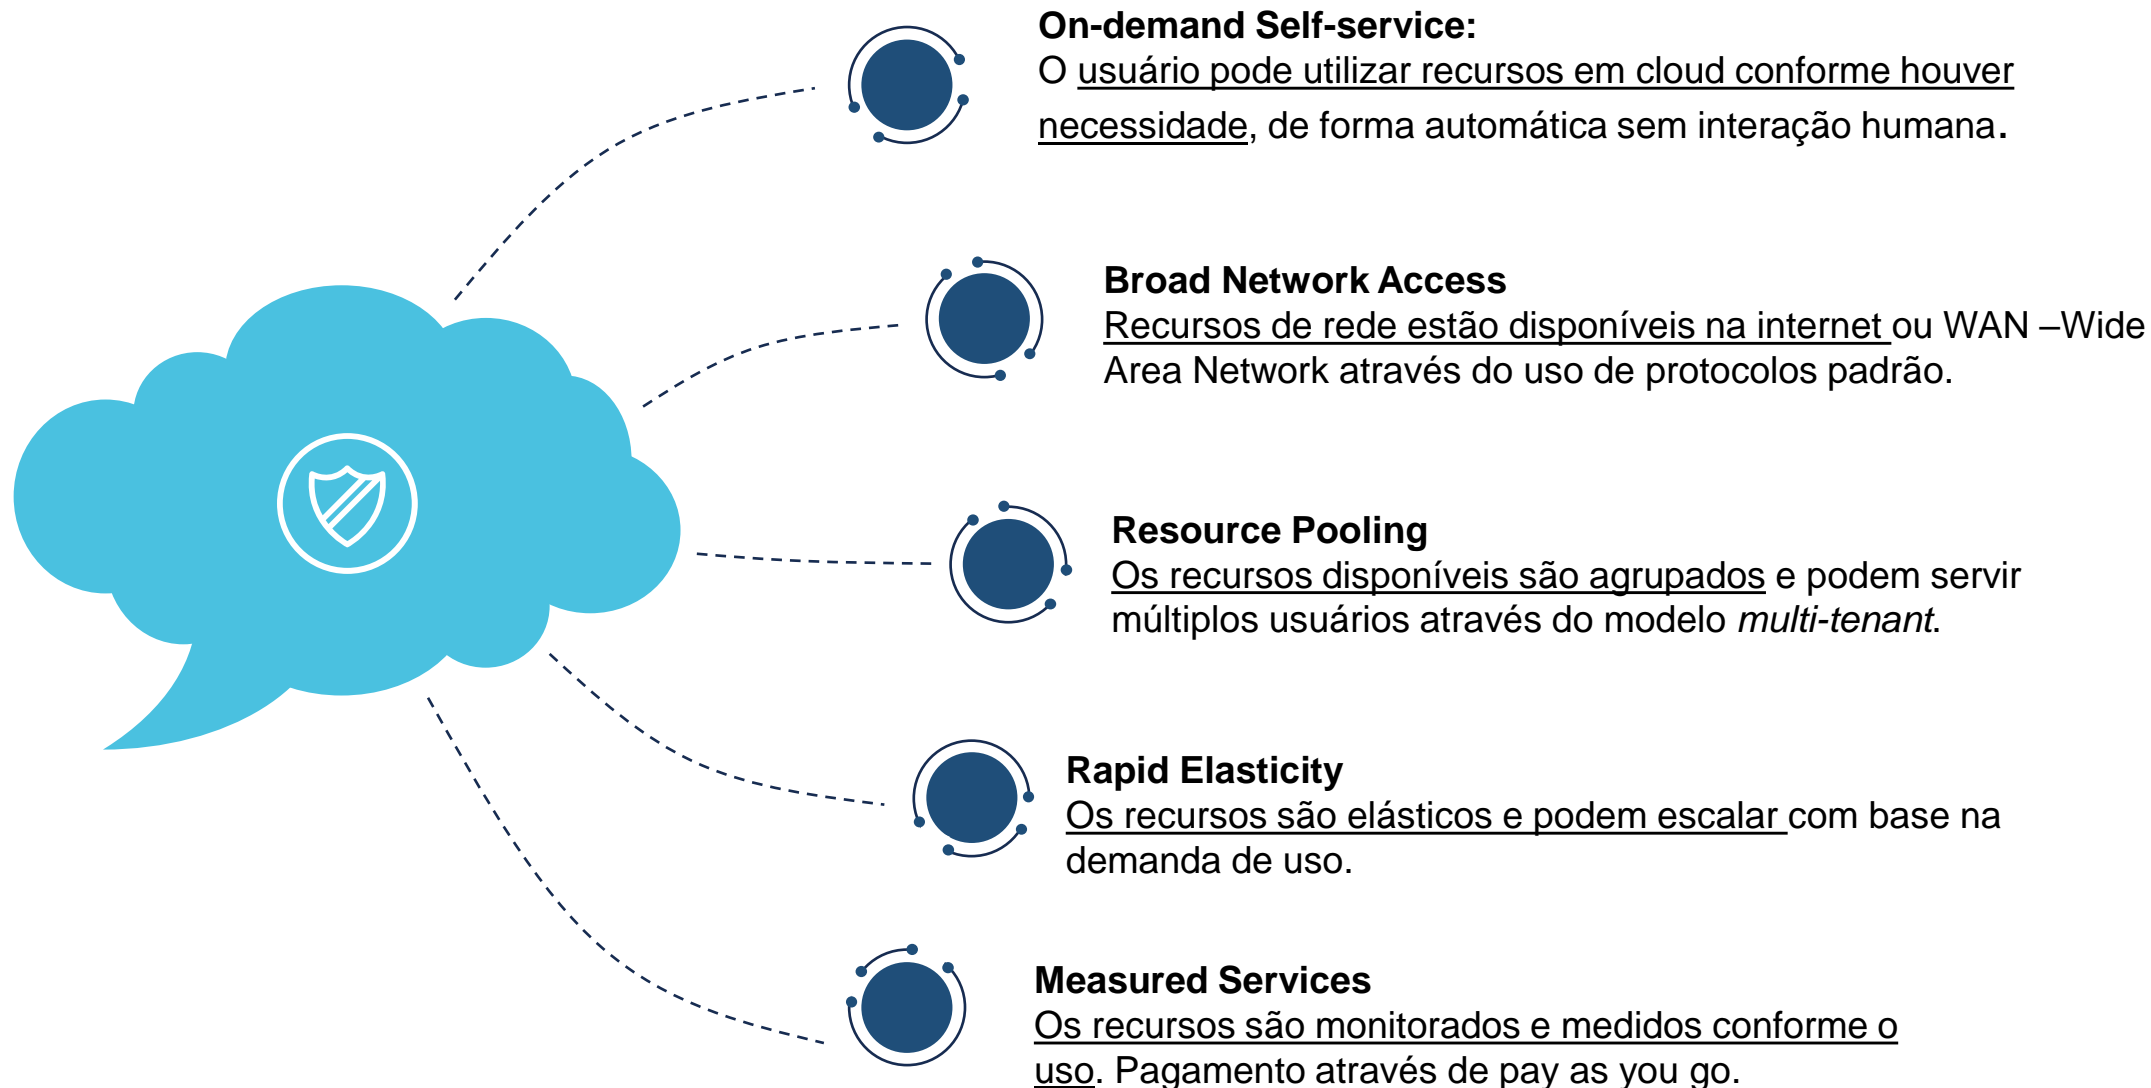 On-demand Self-service:
O usuário pode utilizar recursos em cloud conforme houver
necessidade, de forma automática sem interação humana.
Broad Network Access
Recursos de rede estão disponíveis na internet ou WAN –Wide
Area Network através do uso de protocolos padrão.
Resource Pooling
Os recursos disponíveis são agrupados e podem servir
múltiplos usuários através do modelo multi-tenant.
Rapid Elasticity
Os recursos são elásticos e podem escalar com base na
demanda de uso.
Measured Services
Os recursos são monitorados e medidos conforme o
uso. Pagamento através de pay as you go.